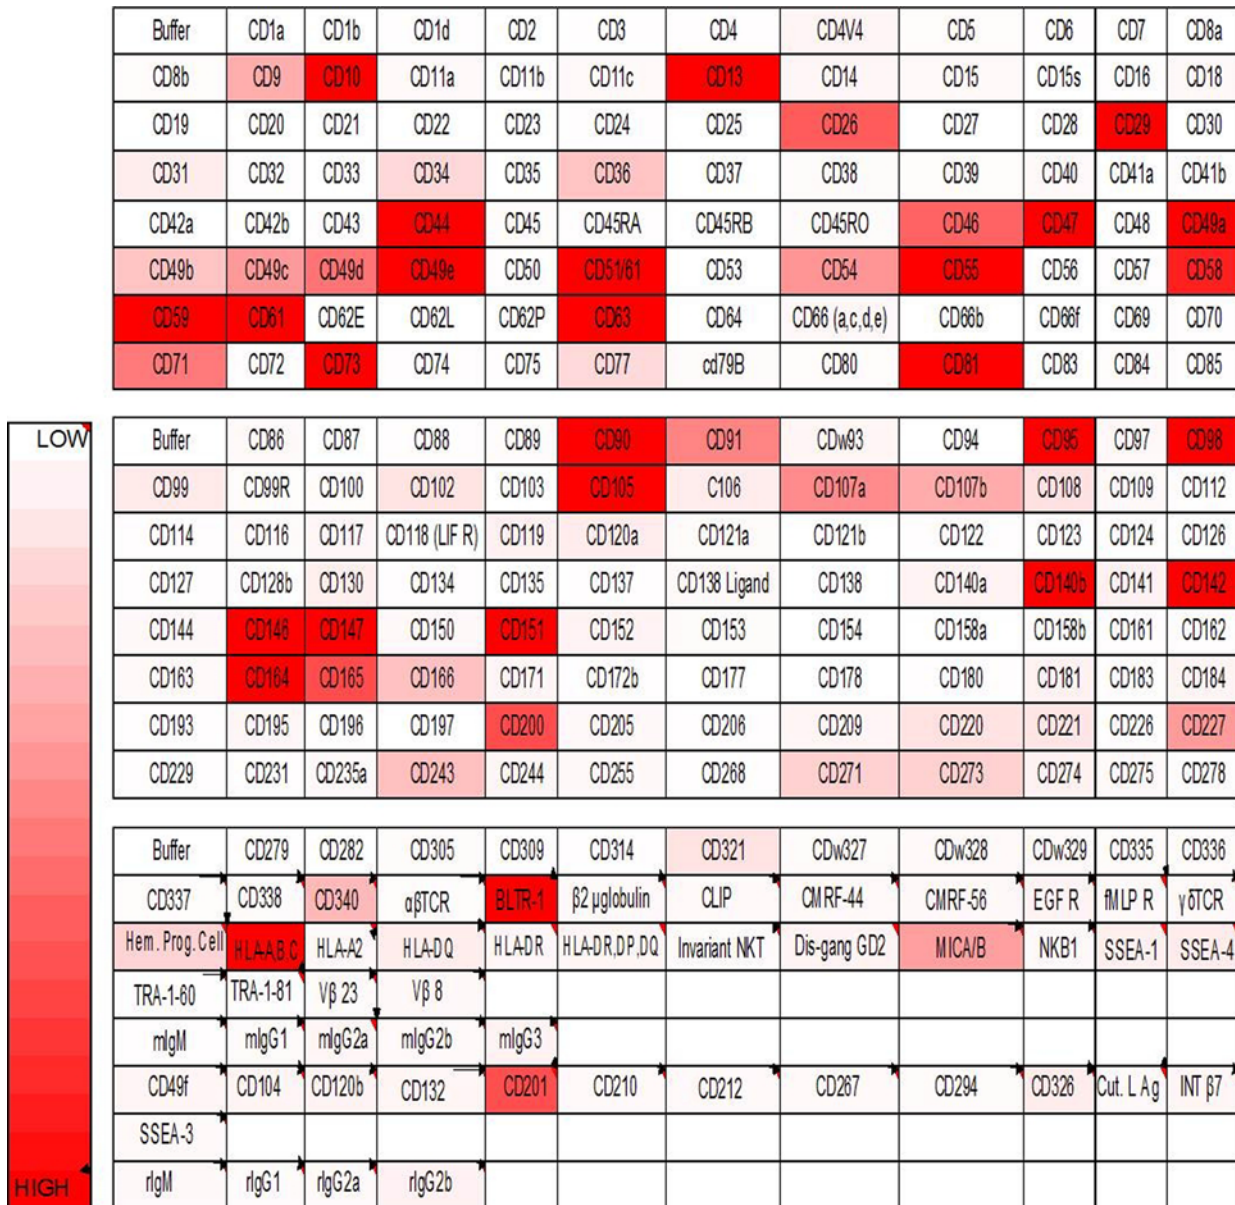 Buffer CD1a CD1b CD1d CD2 CD3 CD4 CD4V4 CD5 CD6 CD7 CD8a
CD8b CD9 CD10 CD11a CD11b CD11c CD13 CD14 CD15 CD15s CD16 CD18
CD19 CD20 CD21 CD22 CD23 CD24 CD25 CD26 CD27 CD28 CD29 CD30
CD31 CD32 CD33 CD34 CD35 CD36 CD37 CD38 CD39 CD40 CD41a CD41b
CD42a CD42b CD43 CD44 CD45 CD45RA CD45RB CD45RO CD46 CD47 CD48 CD49a
CD49b CD49c CD49d CD49e CD50 CD51/61 CD53 CD54 CD55 CD56 CD57 CD58
CD59 CD61 CD62E CD62L CD62P CD63 CD64 CD66 (a,c,d,e) CD66b CD66f CD69 CD70
CD71 CD72 CD73 CD74 CD75 CD77 cd79B CD80 CD81 CD83 CD84 CD85
LOW
Buffer CD86 CD87 CD88 CD89 CD90 CD91 CDw93 CD94 CD95 CD97 CD98
CD99 CD99R CD100 CD102 CD103 CD105 C106 CD107a CD107b CD108 CD109 CD112
CD114 CD116 CD117 CD118 (LIF R) CD119 CD120a CD121a CD121b CD122 CD123 CD124 CD126
CD127 CD128b CD130 CD134 CD135 CD137 CD138 Ligand CD138 CD140a CD140b CD141 CD142
CD144 CD146 CD147 CD150 CD151 CD152 CD153 CD154 CD158a CD158b CD161 CD162
CD163 CD164 CD165 CD166 CD171 CD172b CD177 CD178 CD180 CD181 CD183 CD184
CD193 CD195 CD196 CD197 CD200 CD205 CD206 CD209 CD220 CD221 CD226 CD227
CD229 CD231 CD235a CD243 CD244 CD255 CD268 CD271 CD273 CD274 CD275 CD278
Buffer CD279 CD282 CD305 CD309 CD314 CD321 CDw327 CDw328 CDw329 CD335 CD336
CD337 CD338 CD340 αβTCR BLTR-1 β2 μglobulin CLIP CMRF-44 CMRF-56 EGF R fMLP R γδTCR
Hem. Prog. Cell HLA-A,B,C HLA-A2 HLA-DQ HLA-DR HLA-DR,DP,DQ Invariant NKT Dis-gang GD2 MICA/B NKB1 SSEA-1 SSEA-4
TRA-1-60 TRA-1-81 Vβ 23 Vβ 8
mIgM mIgG1 mIgG2a mIgG2b mIgG3
CD49f CD104 CD120b CD132 CD201 CD210 CD212 CD267 CD294 CD326 Cut. L Ag INT β7
SSEA-3
rIgM rIgG1 rIgG2a rIgG2b
HIGH